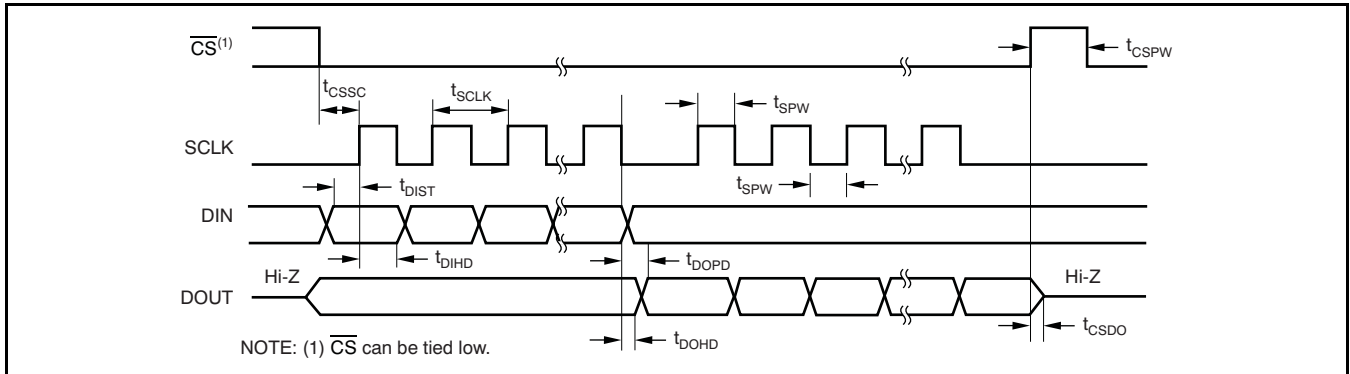 CS(1)
tCSPW
tCSSC
tSCLK
tSPW
SCLK
tDIST
tSPW
DIN
tDIHD
tDOPD
Hi-Z
Hi-Z
DOUT
tDOHD
tCSDO
NOTE: (1) CS can be tied low.